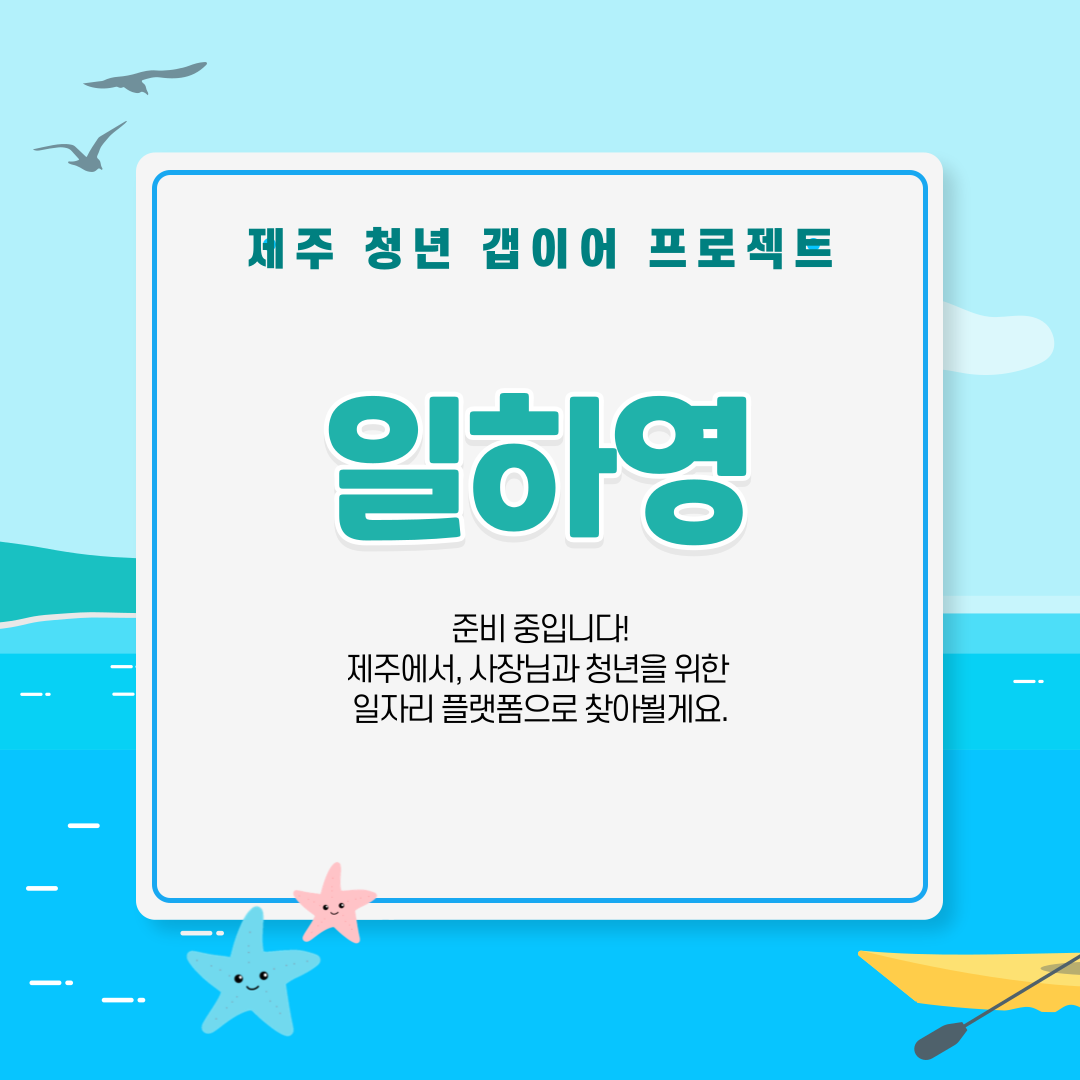 제주 청년 갭이어 프로젝트
일하영
준비 중입니다!
제주에서, 사장님과 청년을 위한
일자리 플랫폼으로 찾아뵐게요.